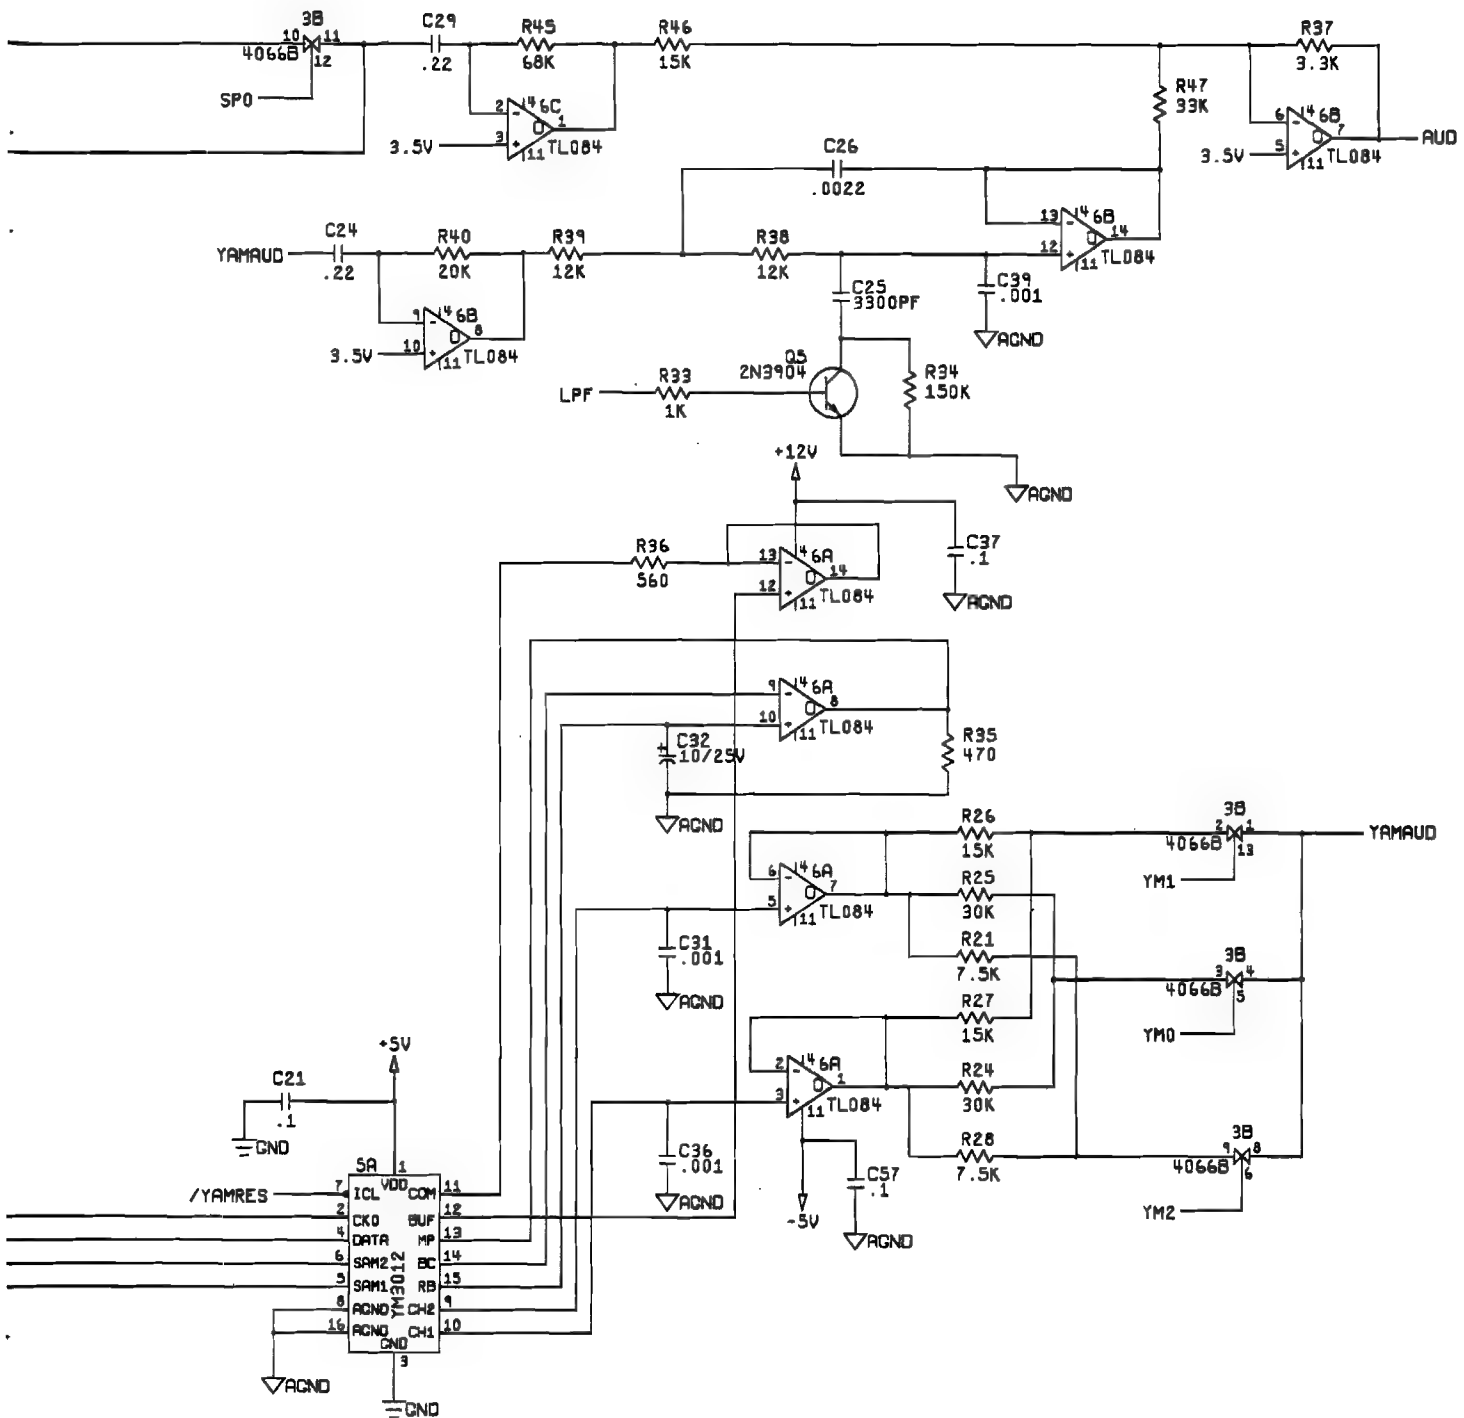 3B
10 11
4066B 12
SPO
C29
.22
R45
68K
R46
15K
2 4 6C
3 11 1
TL084
3.5V
R47
33K
R37
3.3K
6 4 6B
5 11 7
TL084
3.5V
AUD
C26
.0022
YAMAUD
C24
.22
R40
20K
R39
12K
R38
12K
13 4 6B
12 11 14
TL084
9 4 6B
10 11 8
TL084
3.5V
C25
3300PF
C39
.001
AGND
LPF
R33
1K
Q5
2N3904
R34
150K
AGND
+12V
R36
560
13 4 6A
12 11 14
TL084
C37
.1
AGND
9 4 6A
10 11 8
TL084
C32
+
10/25V
AGND
R35
470
6 4 6A
5 11 7
TL084
C31
.001
AGND
R26
15K
R25
30K
R21
7.5K
R27
15K
R24
30K
R28
7.5K
3B
2 1
4066B 13
YM1
YAMAUD
3B
3 4
4066B 5
YM0
3B
9 8
4066B 6
YM2
2 4 6A
3 11 1
TL084
C36
.001
AGND
-5V
C57
.1
AGND
+5V
C21
.1
GND
5A
1
VDD
/YAMRES 7 ICL COM 11
2 CKO BUF 12
4 DATA MP 13
6 SAM2 BC 14
5 SAM1 RB 15
8 AGND CH2 9
16 AGND CH1 10
YM3012
GND
3
AGND
GND